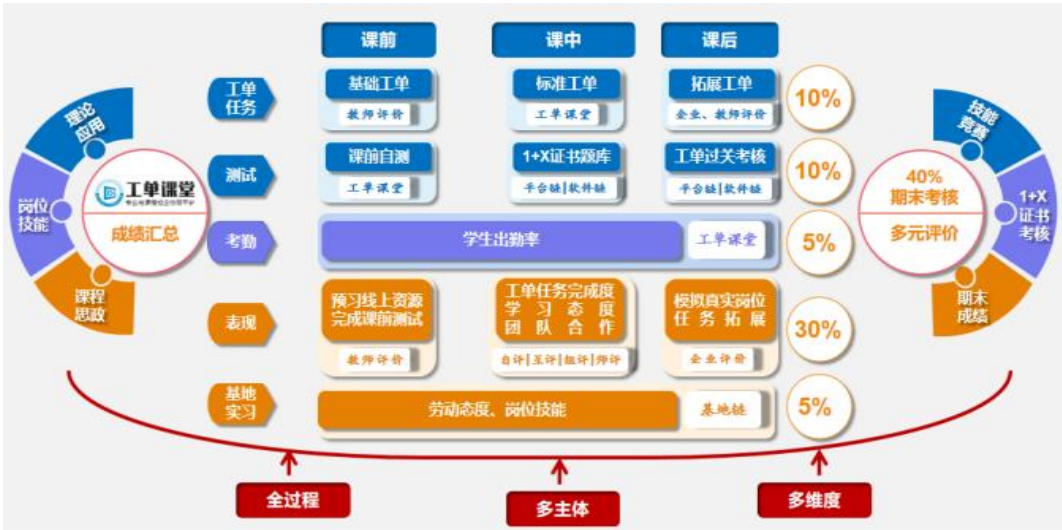 课前
课中
课后
工单
任务
基础工单
教师评价
标准工单
工单课堂
拓展工单
企业、教师评价
10%
测试
课前自测
工单课堂
1+X证书题库
平台链|软件链
工单过关考核
平台链|软件链
10%
考勤
学生出勤率
工单课堂
5%
表现
预习线上资源
完成课前测试
教师评价
工单任务完成度
学习态度
团队合作
自评|互评|组评|师评
模拟真实岗位
任务拓展
企业评价
30%
基地
实习
劳动态度、岗位技能
基地链
5%
理论
应用
岗位
技能
课程
思政
工单课堂
成绩汇总
40%
期末考核
多元评价
技能
竞赛
1+X
证书
考核
期末
成绩
全过程
多主体
多维度